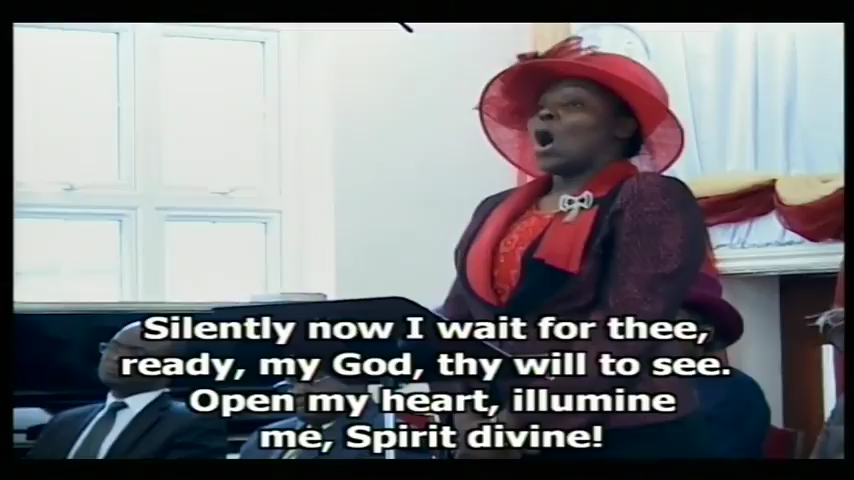 Silently now I wait for thee,
ready, my God, thy will to see.
Open my heart, illumine
me, Spirit divine!